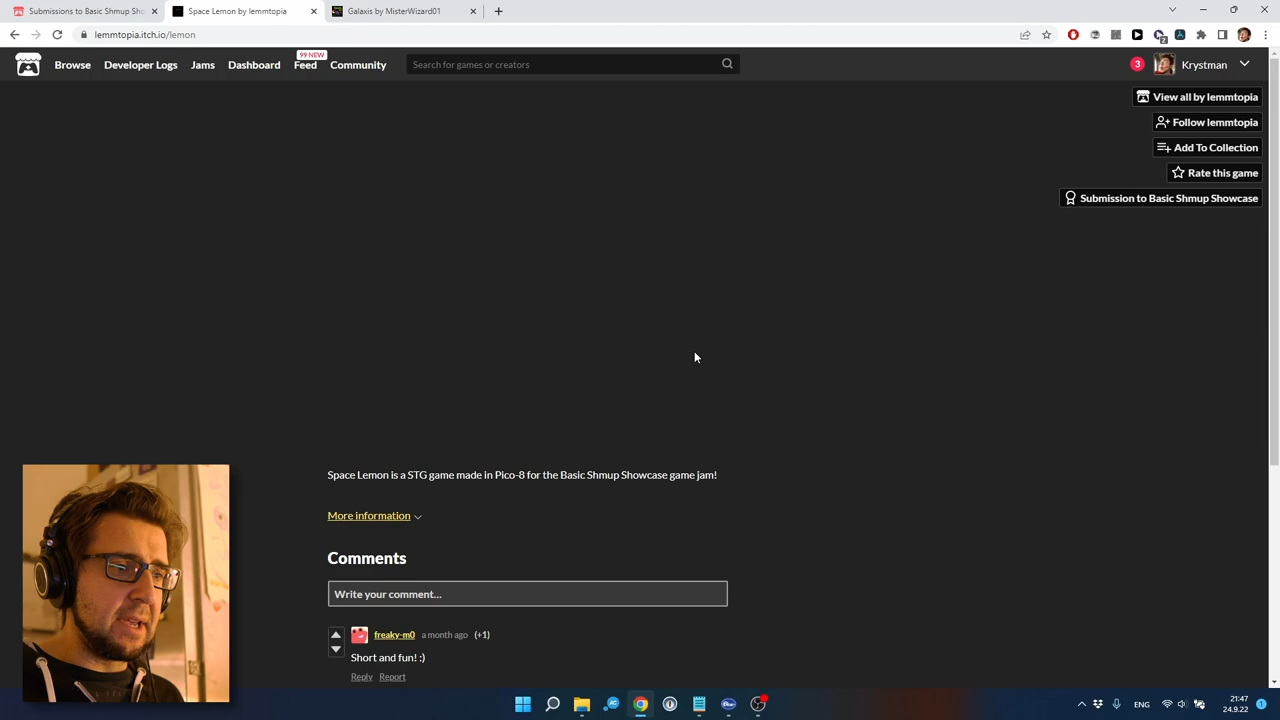 Submissions to Basic Shmup Sho
Space Lemon by lemmtopia
Galaxis by MisterWizard01
lemmtopia.itch.io/lemon
2
Browse
Developer Logs
Jams
Dashboard
99 NEW
Feed
Community
Search for games or creators
3
Krystman
View all by lemmtopia
Follow lemmtopia
Add To Collection
Rate this game
Submission to Basic Shmup Showcase
Space Lemon is a STG game made in Pico-8 for the Basic Shmup Showcase game jam!
More information
Comments
Write your comment...
freaky-m0 a month ago (+1)
Short and fun! :)
Reply Report
ENG
21:47
24.9.22
1